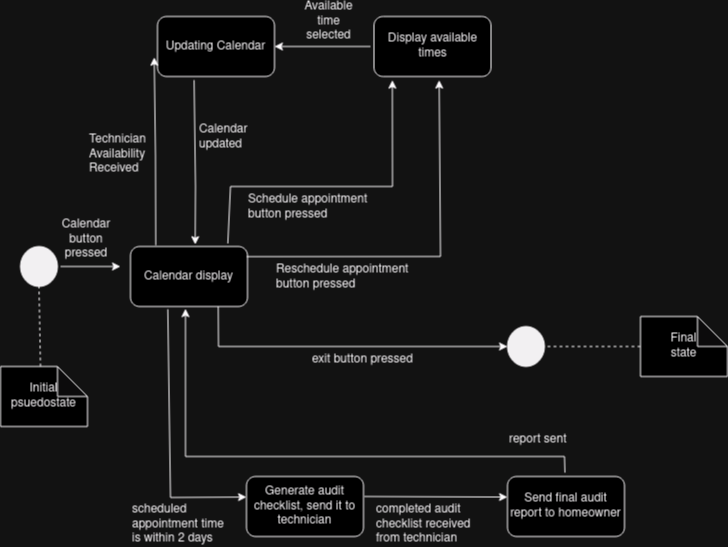 Available
time
selected
Updating Calendar
Display available
times
Calendar
updated
Technician
Availability
Received
Schedule appointment
button pressed
Calendar
button
pressed
Calendar display
Reschedule appointment
button pressed
Final
state
exit button pressed
Initial
psuedostate
report sent
Generate audit
checklist, send it to
technician
Send final audit
report to homeowner
scheduled
appointment time
is within 2 days
completed audit
checklist received
from technician